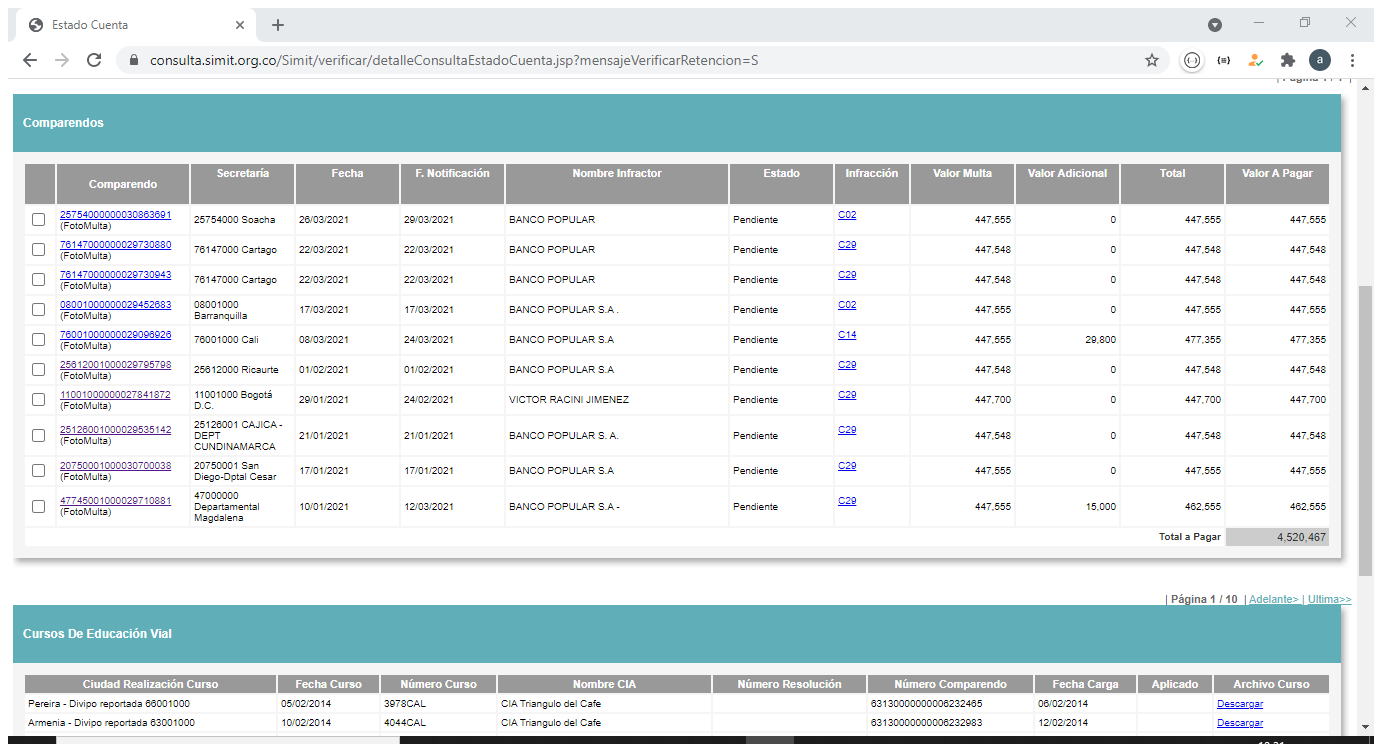 Estado Cuenta
consulta.simit.org.co/Simit/verificar/detalleConsultaEstadoCuenta.jsp?mensajeVerificarRetencion=S
a
Comparendos
Comparendo Secretaría Fecha F. Notificación Nombre Infractor Estado Infracción Valor Multa Valor Adicional Total Valor A Pagar
25754000000030863691 (FotoMulta) 25754000 Soacha 26/03/2021 29/03/2021 BANCO POPULAR Pendiente C02 447,555 0 447,555 447,555
76147000000029730880 (FotoMulta) 76147000 Cartago 22/03/2021 22/03/2021 BANCO POPULAR Pendiente C29 447,548 0 447,548 447,548
76147000000029730943 (FotoMulta) 76147000 Cartago 22/03/2021 22/03/2021 BANCO POPULAR Pendiente C29 447,548 0 447,548 447,548
08001000000029452683 (FotoMulta) 08001000 Barranquilla 17/03/2021 17/03/2021 BANCO POPULAR S.A . Pendiente C02 447,555 0 447,555 447,555
76001000000029096926 (FotoMulta) 76001000 Cali 08/03/2021 24/03/2021 BANCO POPULAR S.A Pendiente C14 447,555 29,800 477,355 477,355
25612001000029795798 (FotoMulta) 25612000 Ricaurte 01/02/2021 01/02/2021 BANCO POPULAR S.A Pendiente C29 447,548 0 447,548 447,548
11001000000027841872 (FotoMulta) 11001000 Bogotá D.C. 29/01/2021 24/02/2021 VICTOR RACINI JIMENEZ Pendiente C29 447,700 0 447,700 447,700
25126001000029535142 (FotoMulta) 25126001 CAJICA - DEPT CUNDINAMARCA 21/01/2021 21/01/2021 BANCO POPULAR S. A. Pendiente C29 447,548 0 447,548 447,548
20750001000030700038 (FotoMulta) 20750001 San Diego-Dptal Cesar 17/01/2021 17/01/2021 BANCO POPULAR S.A Pendiente C29 447,555 0 447,555 447,555
47745001000029710881 (FotoMulta) 47000000 Departamental Magdalena 10/01/2021 12/03/2021 BANCO POPULAR S.A - Pendiente C29 447,555 15,000 462,555 462,555
Total a Pagar 4,520,467
| Página 1 / 10 | Adelante> | Ultima>>
Cursos De Educación Vial
Ciudad Realización Curso Fecha Curso Número Curso Nombre CIA Número Resolución Número Comparendo Fecha Carga Aplicado Archivo Curso
Pereira - Divipo reportada 66001000 05/02/2014 3978CAL CIA Triangulo del Cafe 63130000000006232465 06/02/2014 Descargar
Armenia - Divipo reportada 63001000 10/02/2014 4044CAL CIA Triangulo del Cafe 63130000000006232983 12/02/2014 Descargar